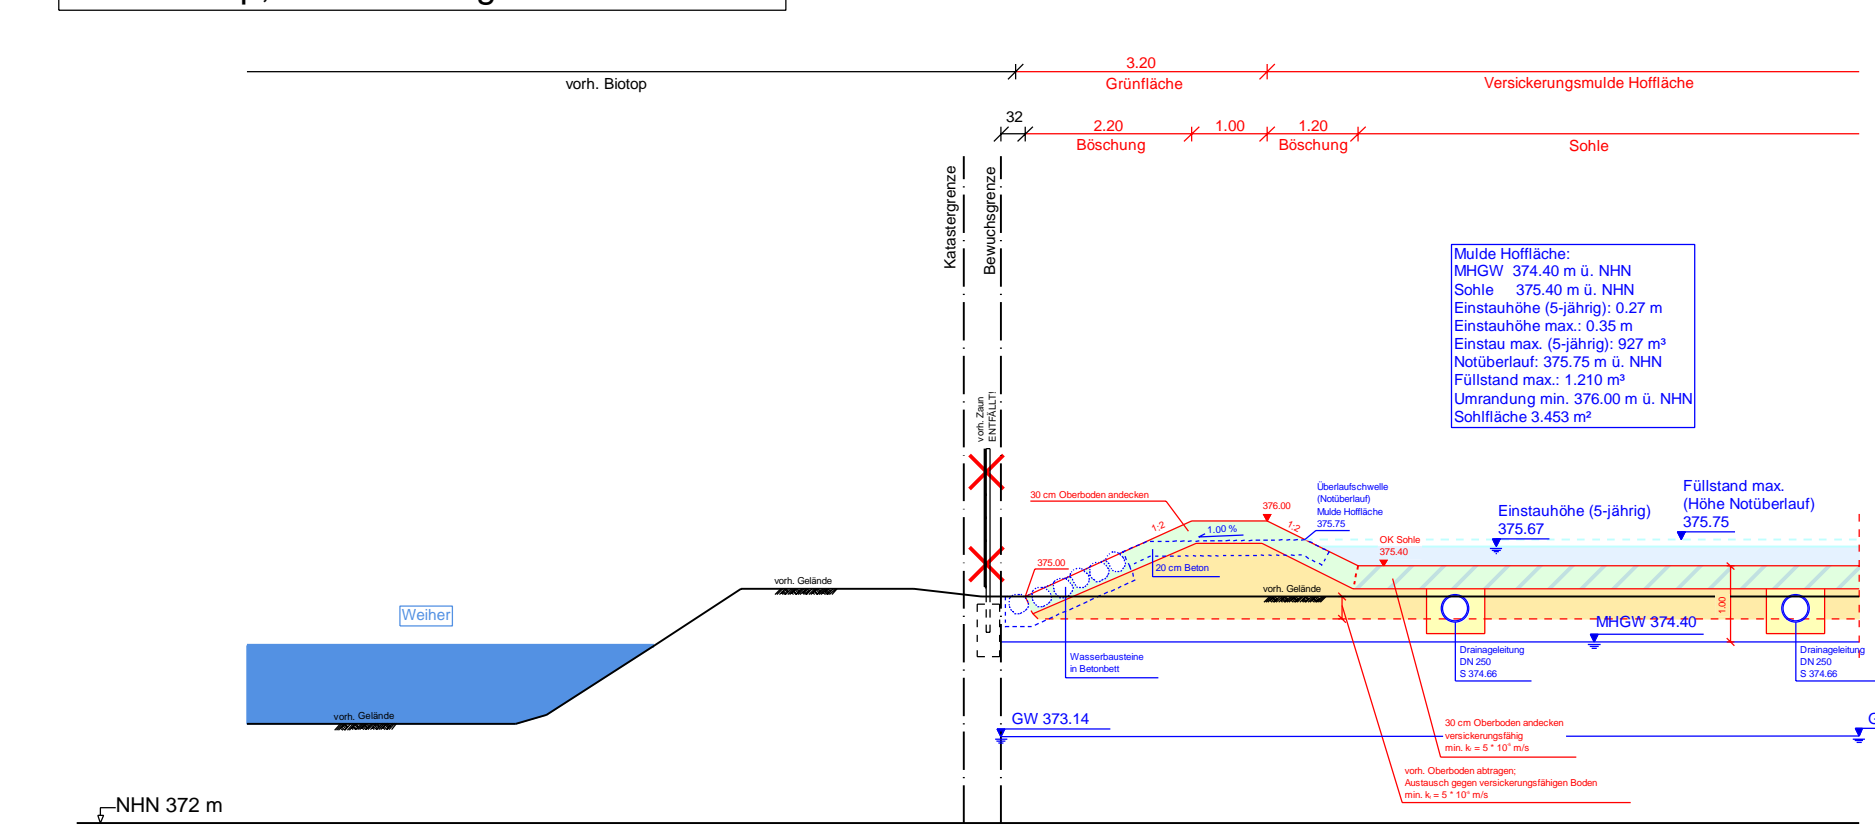 3.20
vorh. Biotop
Grünfläche
Versickerungsmulde Hoffläche
32
2.20
1.00
1.20
Böschung
Böschung
Sohle
Katastergrenze
Bewuchsgrenze
Mulde Hoffläche:
MHGW 374.40 m ü. NHN
Sohle 375.40 m ü. NHN
Einstauhöhe (5-jährig): 0.27 m
Einstauhöhe max.: 0.35 m
Einstau max. (5-jährig): 927 m³
Notüberlauf: 375.75 m ü. NHN
Füllstand max.: 1.210 m³
Umrandung min. 376.00 m ü. NHN
Sohlfläche 3.453 m²
vorh. Zaun
ENTFÄLLT!
30 cm Oberboden andecken
Überlaufschwelle
(Notüberlauf)
Mulde Hoffläche
375.75
376.00
1:2
1.00 %
1:2
Einstauhöhe (5-jährig)
375.67
Füllstand max.
(Höhe Notüberlauf)
375.75
OK Sohle
375.40
375.00
20 cm Beton
vorh. Gelände
vorh. Gelände
1.00
Weiher
MHGW 374.40
Wasserbausteine
in Betonbett
Drainageleitung
DN 250
S 374.66
Drainageleitung
DN 250
S 374.66
vorh. Gelände
GW 373.14
30 cm Oberboden andecken
versickerungsfähig
min. k = 5 * 10 m/s
vorh. Oberboden abtragen;
Austausch gegen versickerungsfähigen Boden
min. k = 5 * 10 m/s
NHN 372 m